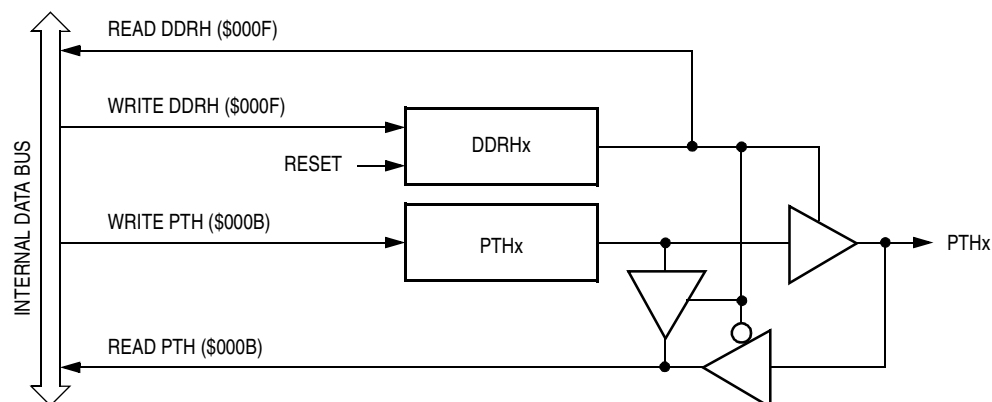 READ DDRH ($000F)
WRITE DDRH ($000F)
DDRHx
RESET
INTERNAL DATA BUS
WRITE PTH ($000B)
PTHx
PTHx
READ PTH ($000B)